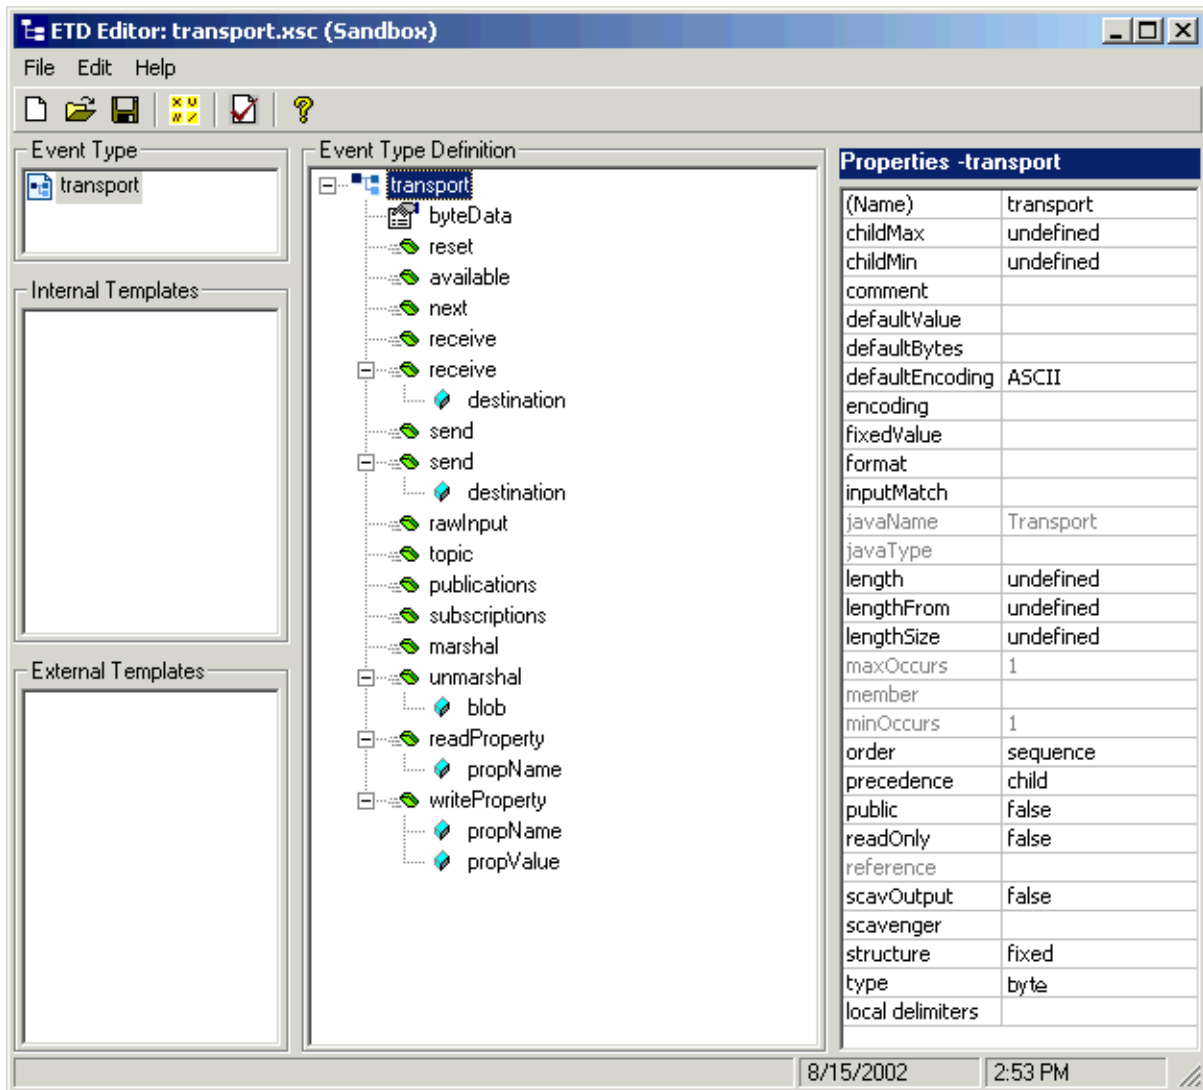 ETD Editor: transport.xsc (Sandbox)
File Edit Help
Event Type
transport
Internal Templates
External Templates
Event Type Definition
transport
byteData
reset
available
next
receive
receive
destination
send
send
destination
rawInput
topic
publications
subscriptions
marshal
unmarshal
blob
readProperty
propName
writeProperty
propName
propValue
Properties -transport
(Name) transport
childMax undefined
childMin undefined
comment
defaultValue
defaultBytes
defaultEncoding ASCII
encoding
fixedValue
format
inputMatch
javaName Transport
javaType
length undefined
lengthFrom undefined
lengthSize undefined
maxOccurs 1
member
minOccurs 1
order sequence
precedence child
public false
readOnly false
reference
scavOutput false
scavenger
structure fixed
type byte
local delimiters
8/15/2002 2:53 PM